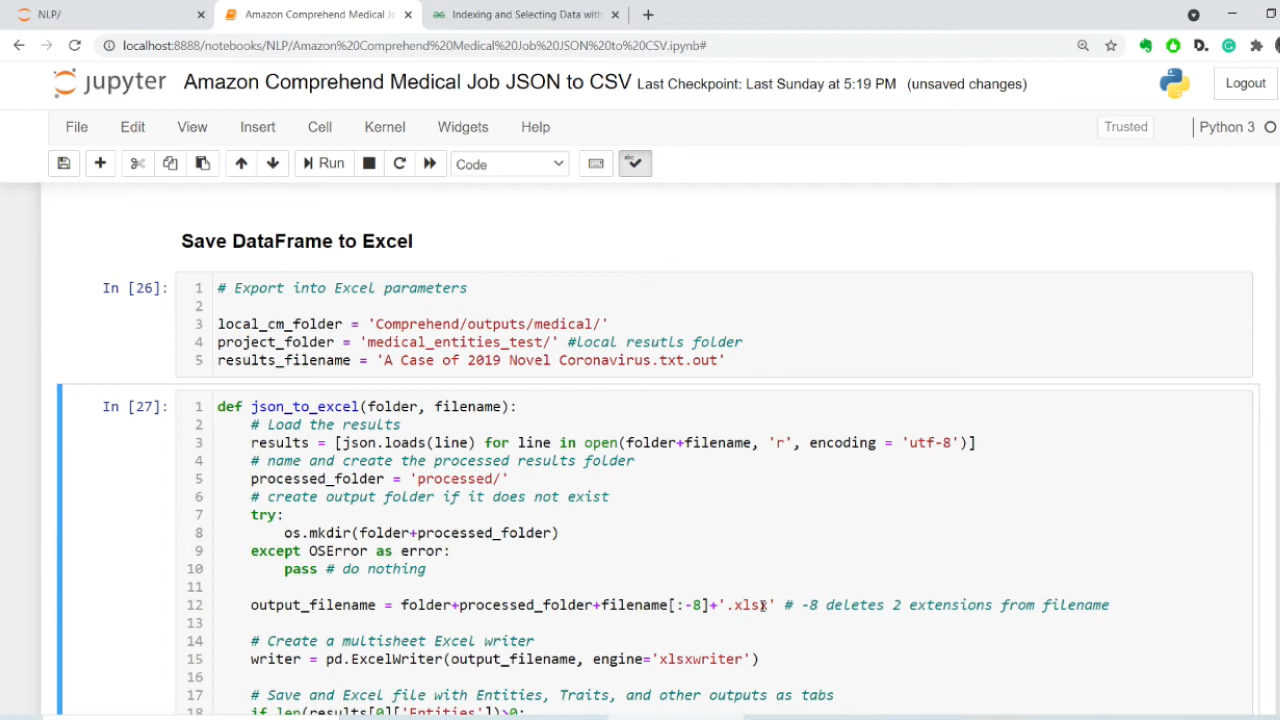 NLP/
Amazon Comprehend Medical J
Indexing and Selecting Data with
localhost:8888/notebooks/NLP/Amazon%20Comprehend%20Medical%20Job%20JSON%20to%20CSV.ipynb#
jupyter Amazon Comprehend Medical Job JSON to CSV Last Checkpoint: Last Sunday at 5:19 PM (unsaved changes)
Logout
File Edit View Insert Cell Kernel Widgets Help
Trusted
Python 3
Run
Code
Save DataFrame to Excel
In [26]:
1 # Export into Excel parameters
2
3 local_cm_folder = 'Comprehend/outputs/medical/'
4 project_folder = 'medical_entities_test/' #local resutls folder
5 results_filename = 'A Case of 2019 Novel Coronavirus.txt.out'
In [27]:
1 def json_to_excel(folder, filename):
2 # Load the results
3 results = [json.loads(line) for line in open(folder+filename, 'r', encoding = 'utf-8')]
4 # name and create the processed results folder
5 processed_folder = 'processed/'
6 # create output folder if it does not exist
7 try:
8 os.mkdir(folder+processed_folder)
9 except OSError as error:
10 pass # do nothing
11
12 output_filename = folder+processed_folder+filename[:-8]+'.xlsx' # -8 deletes 2 extensions from filename
13
14 # Create a multisheet Excel writer
15 writer = pd.ExcelWriter(output_filename, engine='xlsxwriter')
16
17 # Save and Excel file with Entities, Traits, and other outputs as tabs
18 if len(results[0]['Entities'])>0: